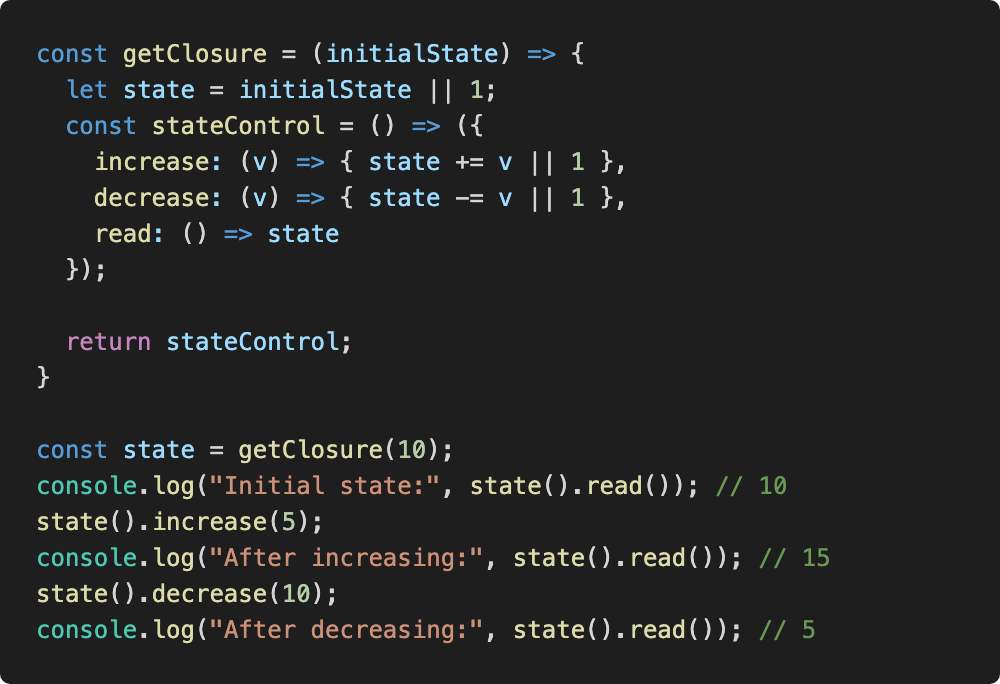 const getClosure = (initialState) => {
  let state = initialState || 1;
  const stateControl = () => ({
    increase: (v) => { state += v || 1 },
    decrease: (v) => { state -= v || 1 },
    read: () => state
  });

  return stateControl;
}

const state = getClosure(10);
console.log("Initial state:", state().read()); // 10
state().increase(5);
console.log("After increasing:", state().read()); // 15
state().decrease(10);
console.log("After decreasing:", state().read()); // 5